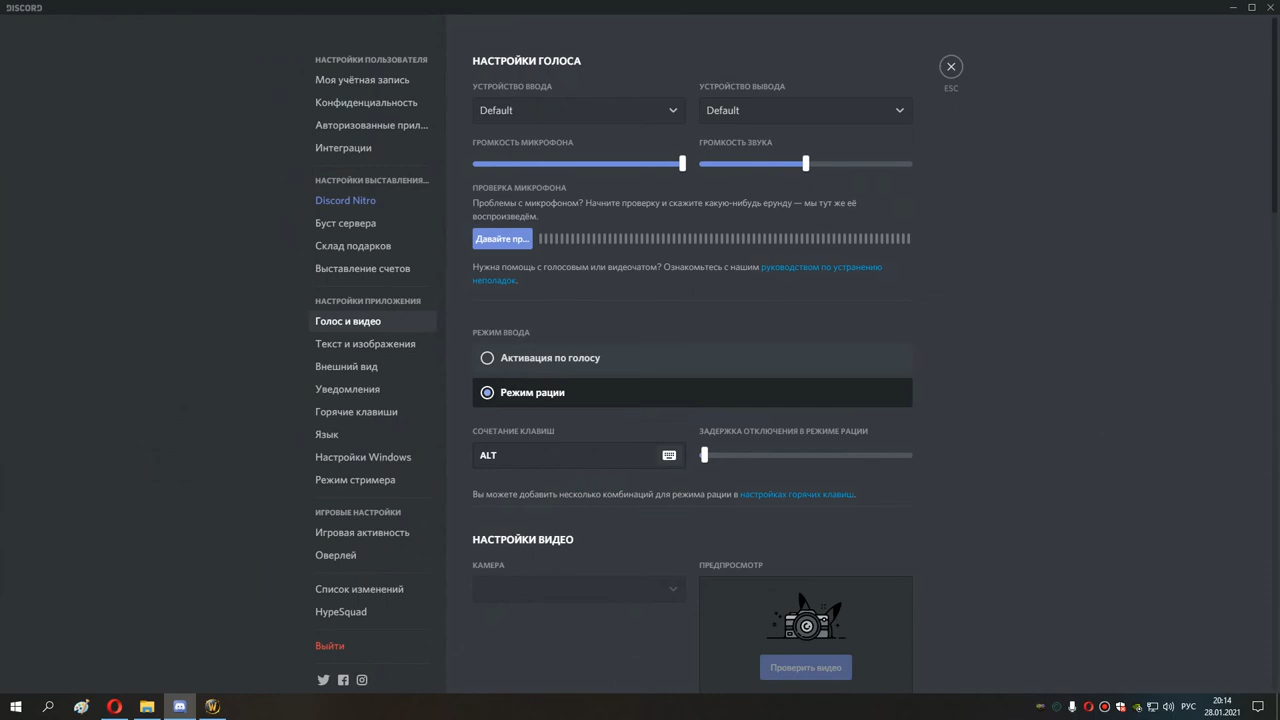 DISCORD
НАСТРОЙКИ ПОЛЬЗОВАТЕЛЯ
Моя учётная запись
Конфиденциальность
Авторизованные прил...
Интеграции
НАСТРОЙКИ ВЫСТАВЛЕНИЯ...
Discord Nitro
Буст сервера
Склад подарков
Выставление счетов
НАСТРОЙКИ ПРИЛОЖЕНИЯ
Голос и видео
Текст и изображения
Внешний вид
Уведомления
Горячие клавиши
Язык
Настройки Windows
Режим стримера
ИГРОВЫЕ НАСТРОЙКИ
Игровая активность
Оверлей
Список изменений
HypeSquad
Выйти
НАСТРОЙКИ ГОЛОСА
ESC
УСТРОЙСТВО ВВОДА
Default
УСТРОЙСТВО ВЫВОДА
Default
ГРОМКОСТЬ МИКРОФОНА
ГРОМКОСТЬ ЗВУКА
ПРОВЕРКА МИКРОФОНА
Проблемы с микрофоном? Начните проверку и скажите какую-нибудь ерунду — мы тут же её
воспроизведём.
Давайте пр...
Нужна помощь с голосовым или видеочатом? Ознакомьтесь с нашим руководством по устранению
неполадок.
РЕЖИМ ВВОДА
Активация по голосу
Режим рации
СОЧЕТАНИЕ КЛАВИШ
ALT
ЗАДЕРЖКА ОТКЛЮЧЕНИЯ В РЕЖИМЕ РАЦИИ
Вы можете добавить несколько комбинаций для режима рации в настройках горячих клавиш.
НАСТРОЙКИ ВИДЕО
КАМЕРА
ПРЕДПРОСМОТР
Проверить видео
РУС
20:14
28.01.2021